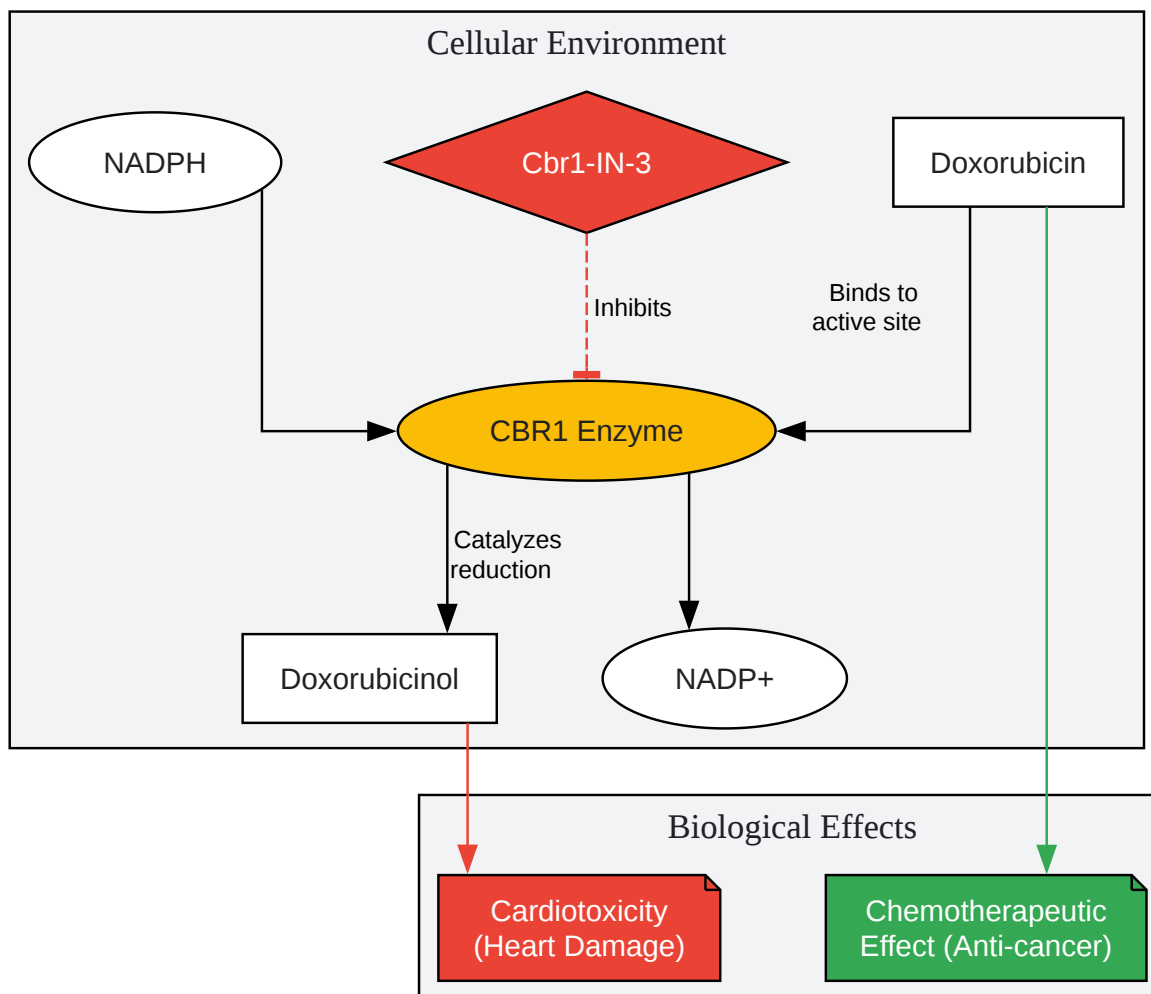 Cellular Environment
NADPH
Cbr1-IN-3
Doxorubicin
Inhibits
Binds to
active site
CBR1 Enzyme
Catalyzes
reduction
Doxorubicinol
NADP+
Biological Effects
Cardiotoxicity
(Heart Damage)
Chemotherapeutic
Effect (Anti-cancer)